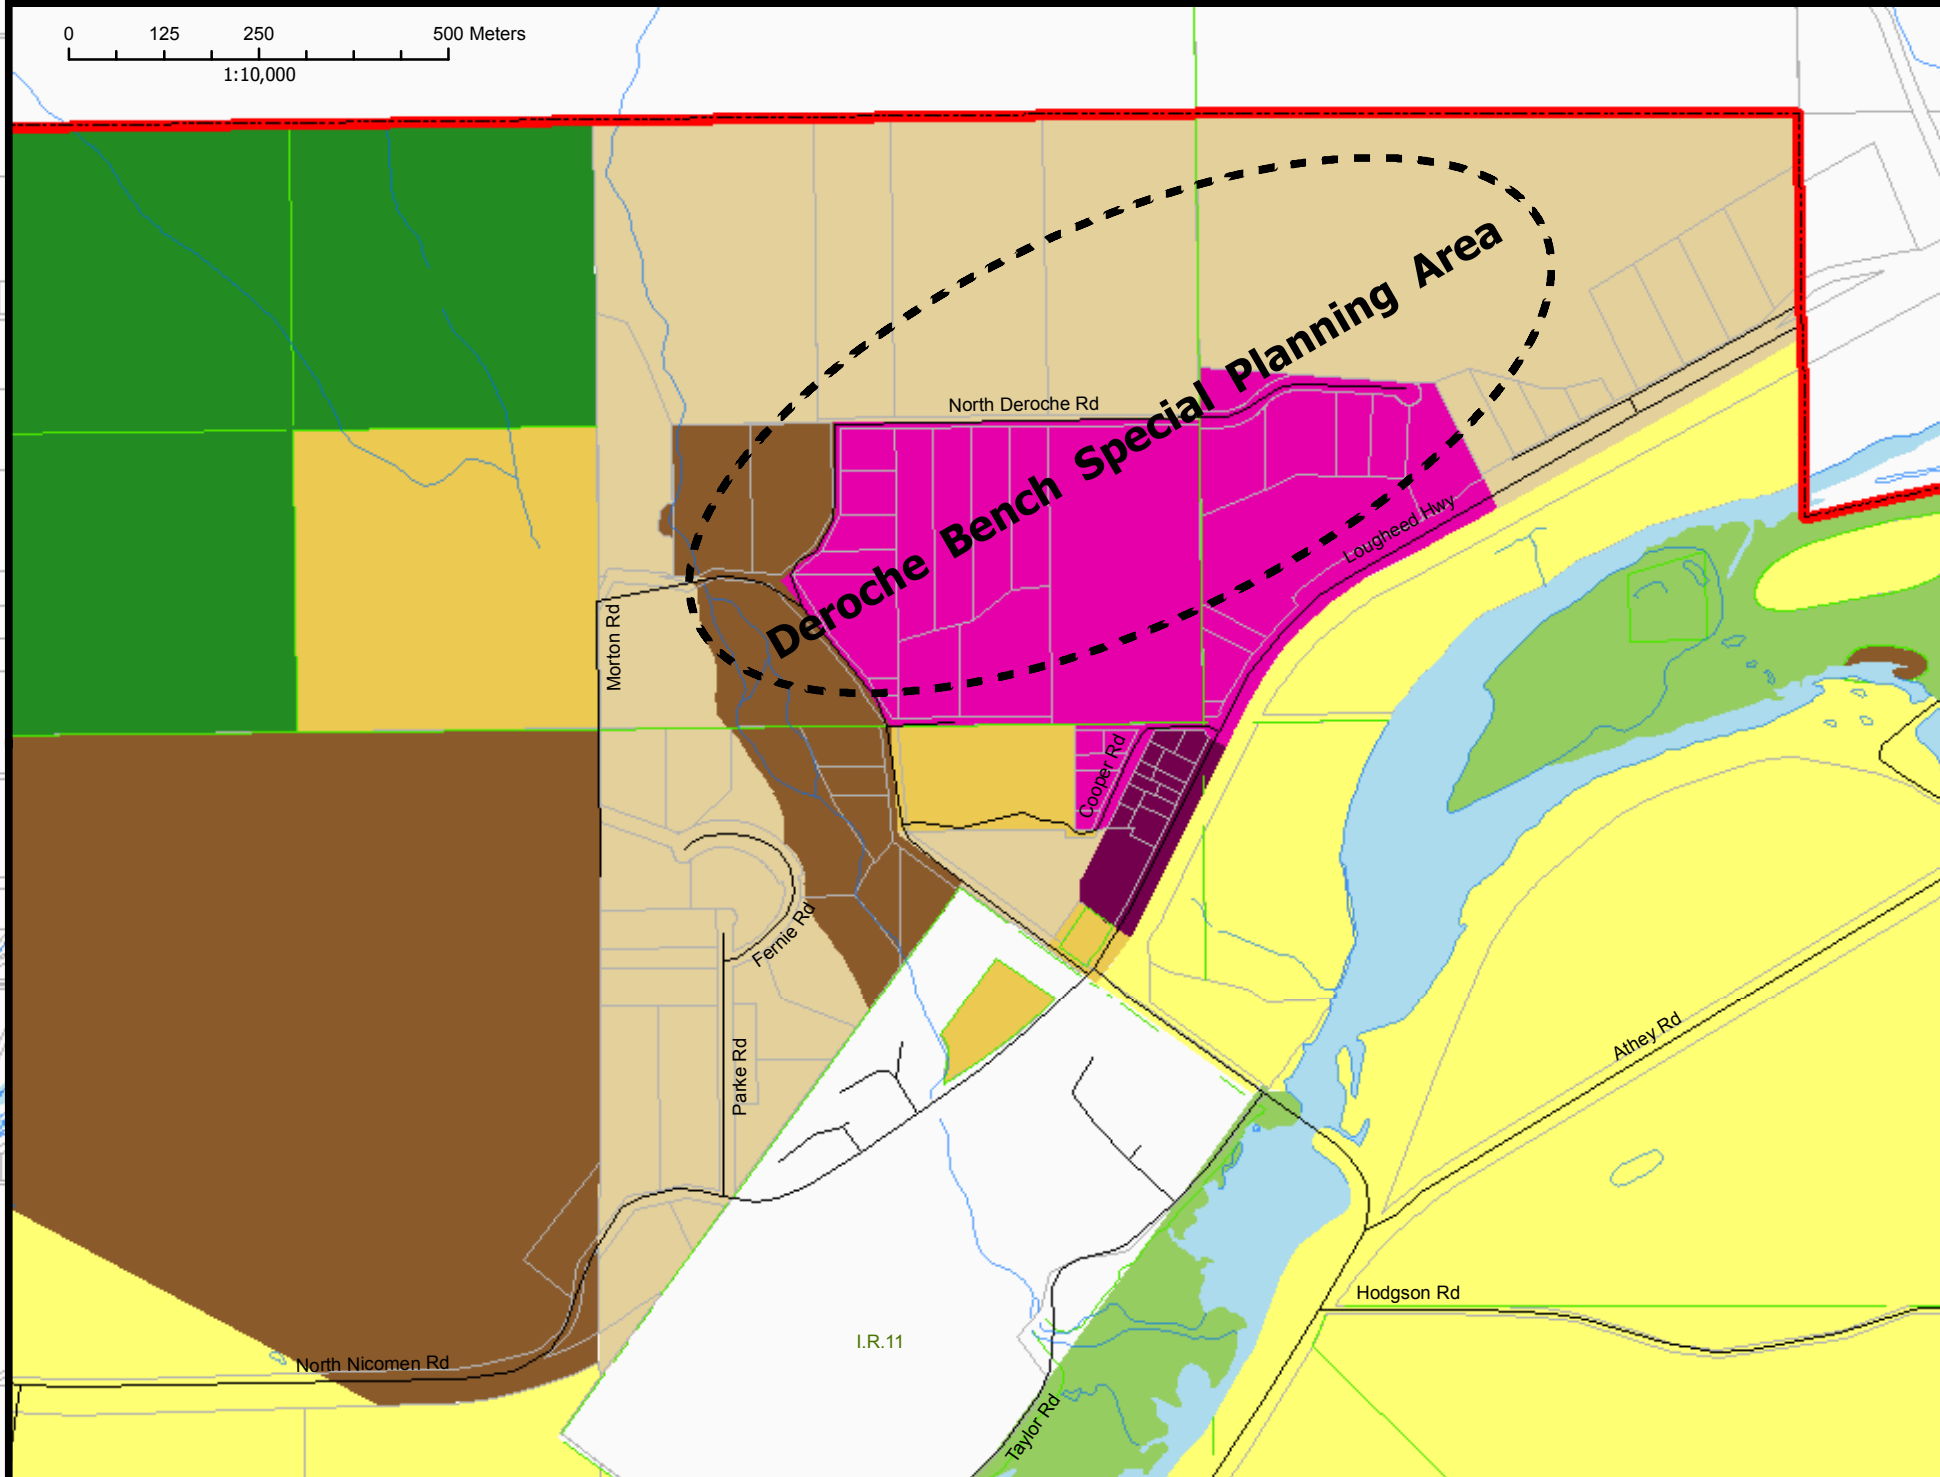 0 125 250 500 Meters
1:10,000
Deroche Bench Special Planning Area
North Deroche Rd
Lougheed Hwy
Morton Rd
Cooper Rd
Fernie Rd
Parke Rd
Athey Rd
Hodgson Rd
I.R.11
North Nicomen Rd
Taylor Rd